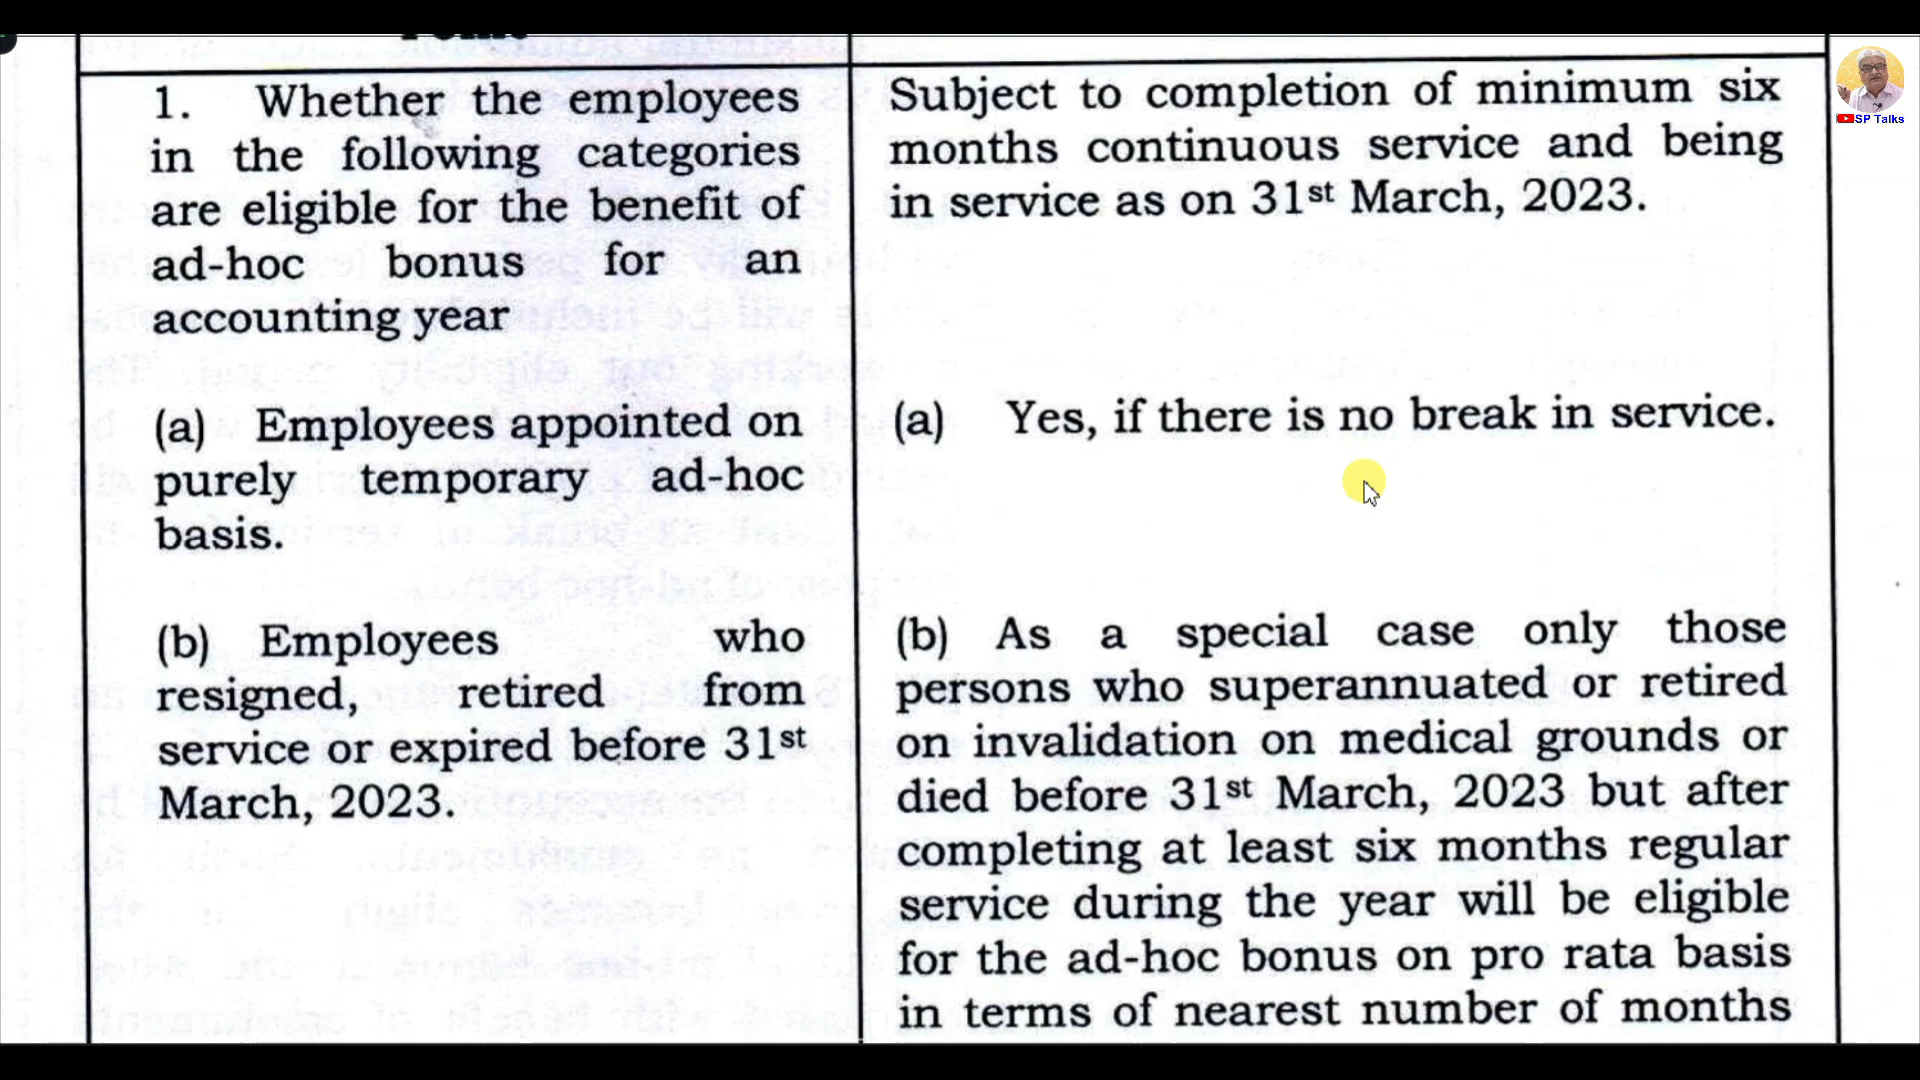 1. Whether the employees
in the following categories
are eligible for the benefit of
ad-hoc bonus for an
accounting year
(a) Employees appointed on
purely temporary ad-hoc
basis.
(b) Employees who
resigned, retired from
service or expired before 31st
March, 2023.
Subject to completion of minimum six
months continuous service and being
in service as on 31st March, 2023.
(a) Yes, if there is no break in service.
(b) As a special case only those
persons who superannuated or retired
on invalidation on medical grounds or
died before 31st March, 2023 but after
completing at least six months regular
service during the year will be eligible
for the ad-hoc bonus on pro rata basis
in terms of nearest number of months
SP Talks